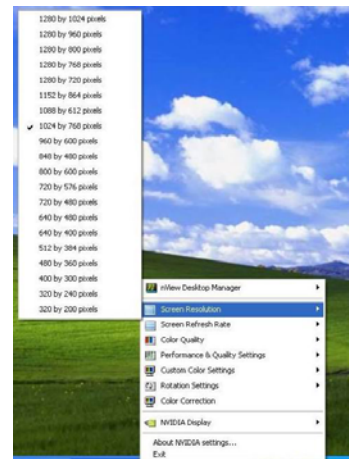 1280 by 1024 pixels
1280 by 960 pixels
1280 by 800 pixels
1280 by 768 pixels
1280 by 720 pixels
1152 by 864 pixels
1088 by 612 pixels
1024 by 768 pixels
960 by 600 pixels
848 by 480 pixels
800 by 600 pixels
720 by 576 pixels
720 by 480 pixels
640 by 480 pixels
640 by 400 pixels
512 by 384 pixels
480 by 360 pixels
400 by 300 pixels
320 by 240 pixels
320 by 200 pixels
nView Desktop Manager
Screen Resolution
Screen Refresh Rate
Color Quality
Performance & Quality Settings
Custom Color Settings
Rotation Settings
Color Correction
NVIDIA Display
About NVIDIA settings...
Exit